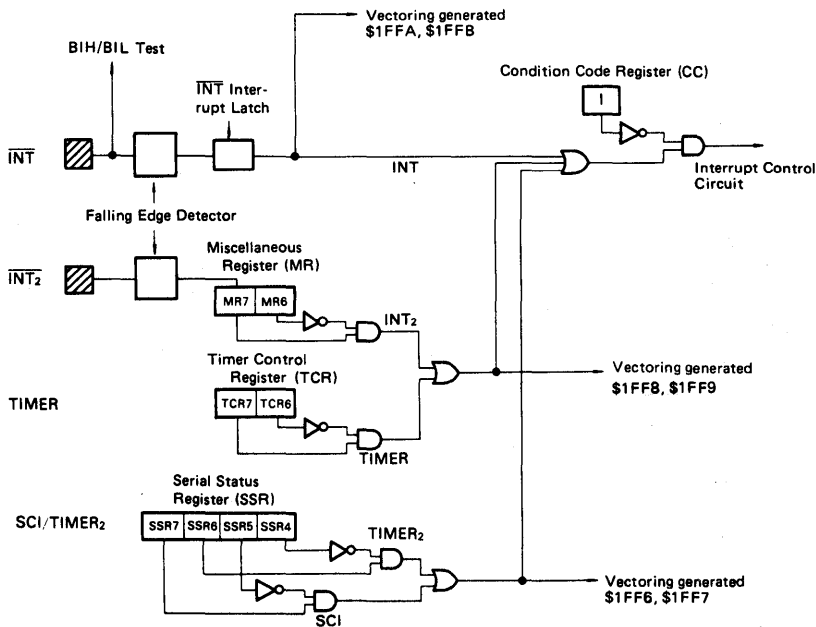 Vectoring generated
$1FFA, $1FFB
BIH/BIL Test
Condition Code Register (CC)
INT Inter-
rupt Latch
I
INT
INT
Interrupt Control
Circuit
Falling Edge Detector
Miscellaneous
Register (MR)
INT2
MR7 MR6
INT2
Timer Control
Register (TCR)
Vectoring generated
$1FF8, $1FF9
TIMER
TCR7 TCR6
TIMER
Serial Status
Register (SSR)
SCI/TIMER2
SSR7 SSR6 SSR5 SSR4
TIMER2
Vectoring generated
$1FF6, $1FF7
SCI